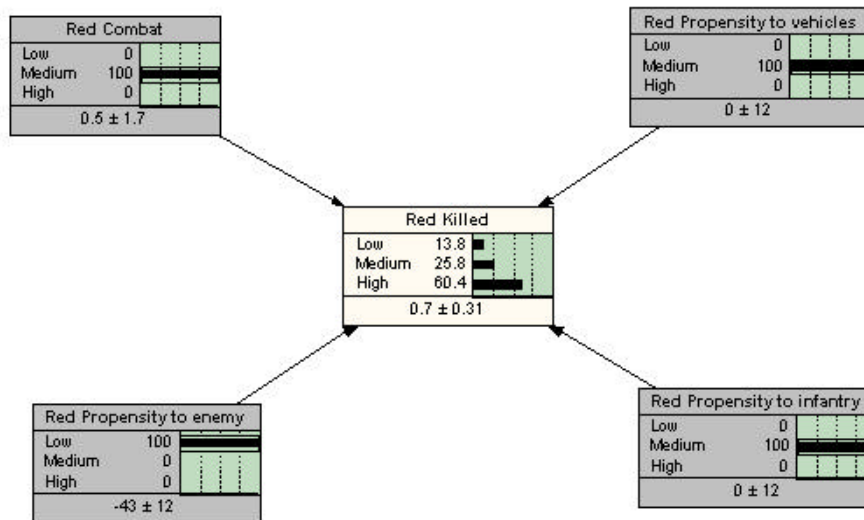 Red Combat
Low 0
Medium 100
High 0
0.5 ± 1.7
Red Propensity to vehicles
Low 0
Medium 100
High 0
0 ± 12
Red Killed
Low 13.8
Medium 25.8
High 60.4
0.7 ± 0.31
Red Propensity to enemy
Low 100
Medium 0
High 0
-43 ± 12
Red Propensity to infantry
Low 0
Medium 100
High 0
0 ± 12